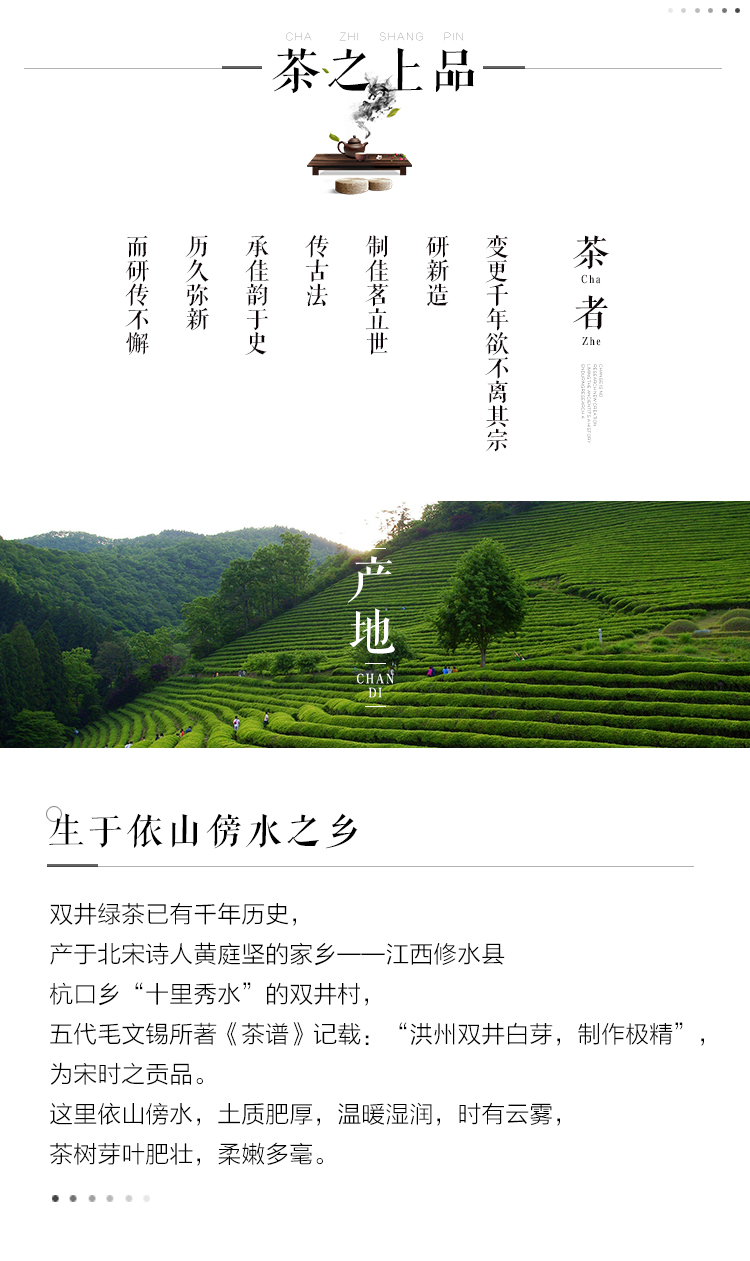 CHA ZHI SHANG PIN
茶之上品
茶者
Cha
Zhe
变更千年欲不离其宗
研新造
制佳茗立世
传古法
承佳韵于史
历久弥新
而研传不懈
产地
CHAN
DI
生于依山傍水之乡
双井绿茶已有千年历史，
产于北宋诗人黄庭坚的家乡——江西修水县
杭口乡“十里秀水”的双井村，
五代毛文锡所著《茶谱》记载：“洪州双井白芽，制作极精”，
为宋时之贡品。
这里依山傍水，土质肥厚，温暖湿润，时有云雾，
茶树芽叶肥壮，柔嫩多毫。